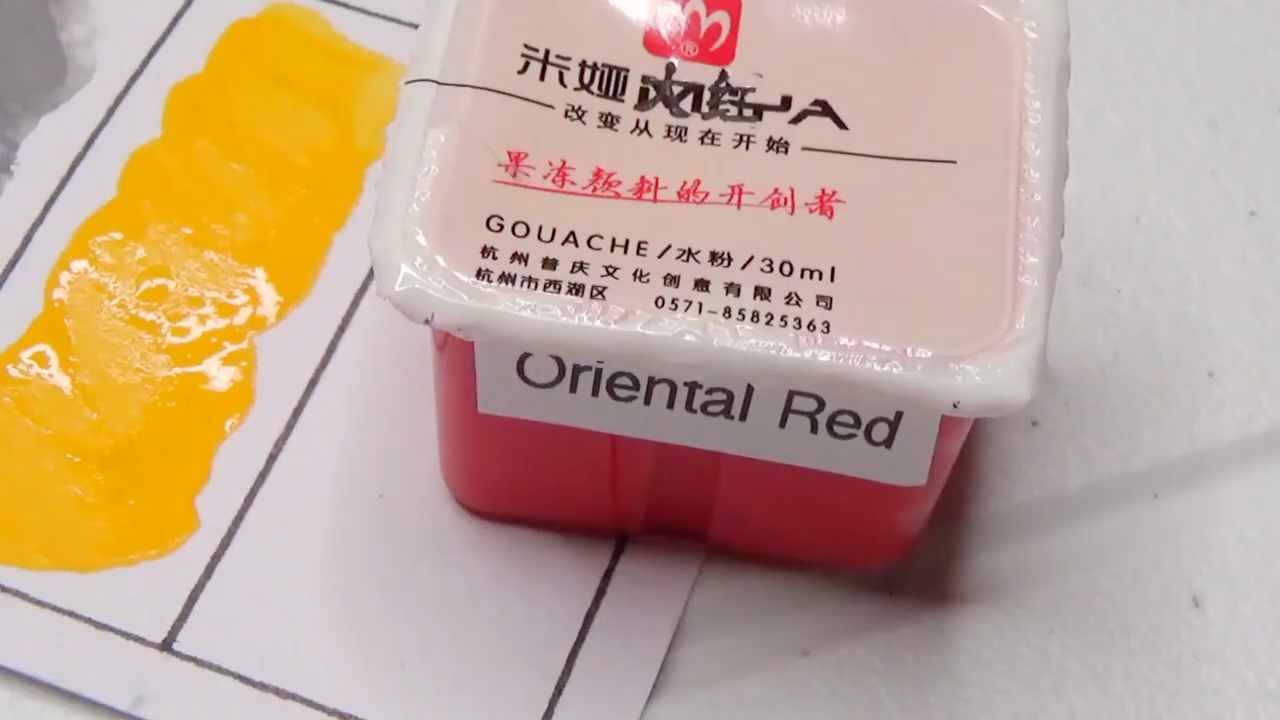 米娅 MIYA
改变从现在开始
果冻颜料的开创者
GOUACHE/水粉/30ml
杭州普庆文化创意有限公司
杭州市西湖区 0571-85825363
Oriental Red